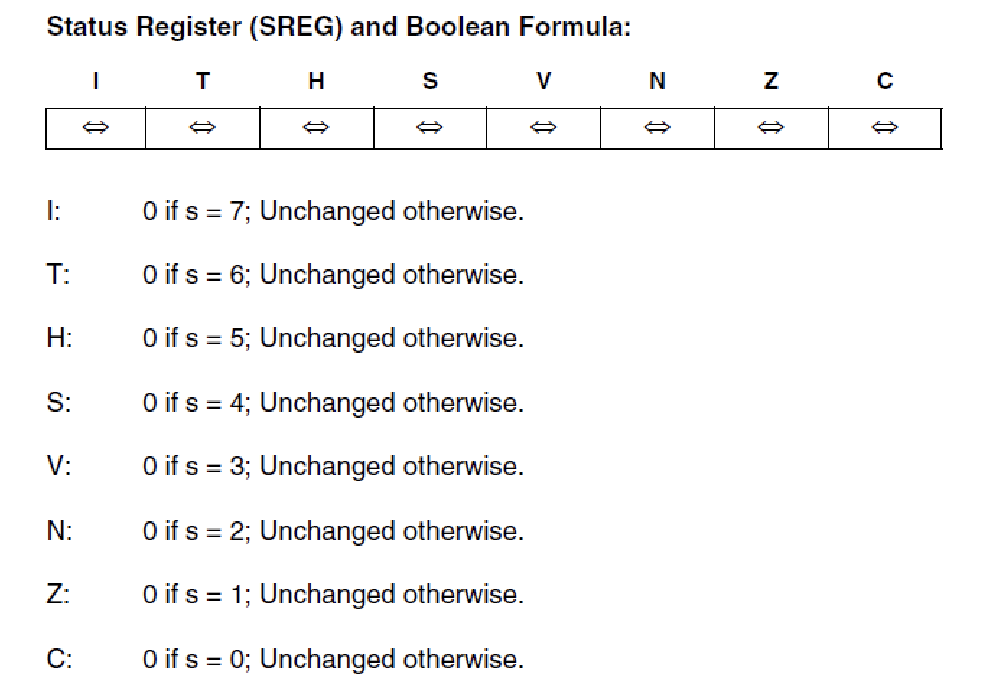 Status Register (SREG) and Boolean Formula:
I T H S V N Z C
⇔ ⇔ ⇔ ⇔ ⇔ ⇔ ⇔ ⇔
I: 0 if s = 7; Unchanged otherwise.
T: 0 if s = 6; Unchanged otherwise.
H: 0 if s = 5; Unchanged otherwise.
S: 0 if s = 4; Unchanged otherwise.
V: 0 if s = 3; Unchanged otherwise.
N: 0 if s = 2; Unchanged otherwise.
Z: 0 if s = 1; Unchanged otherwise.
C: 0 if s = 0; Unchanged otherwise.